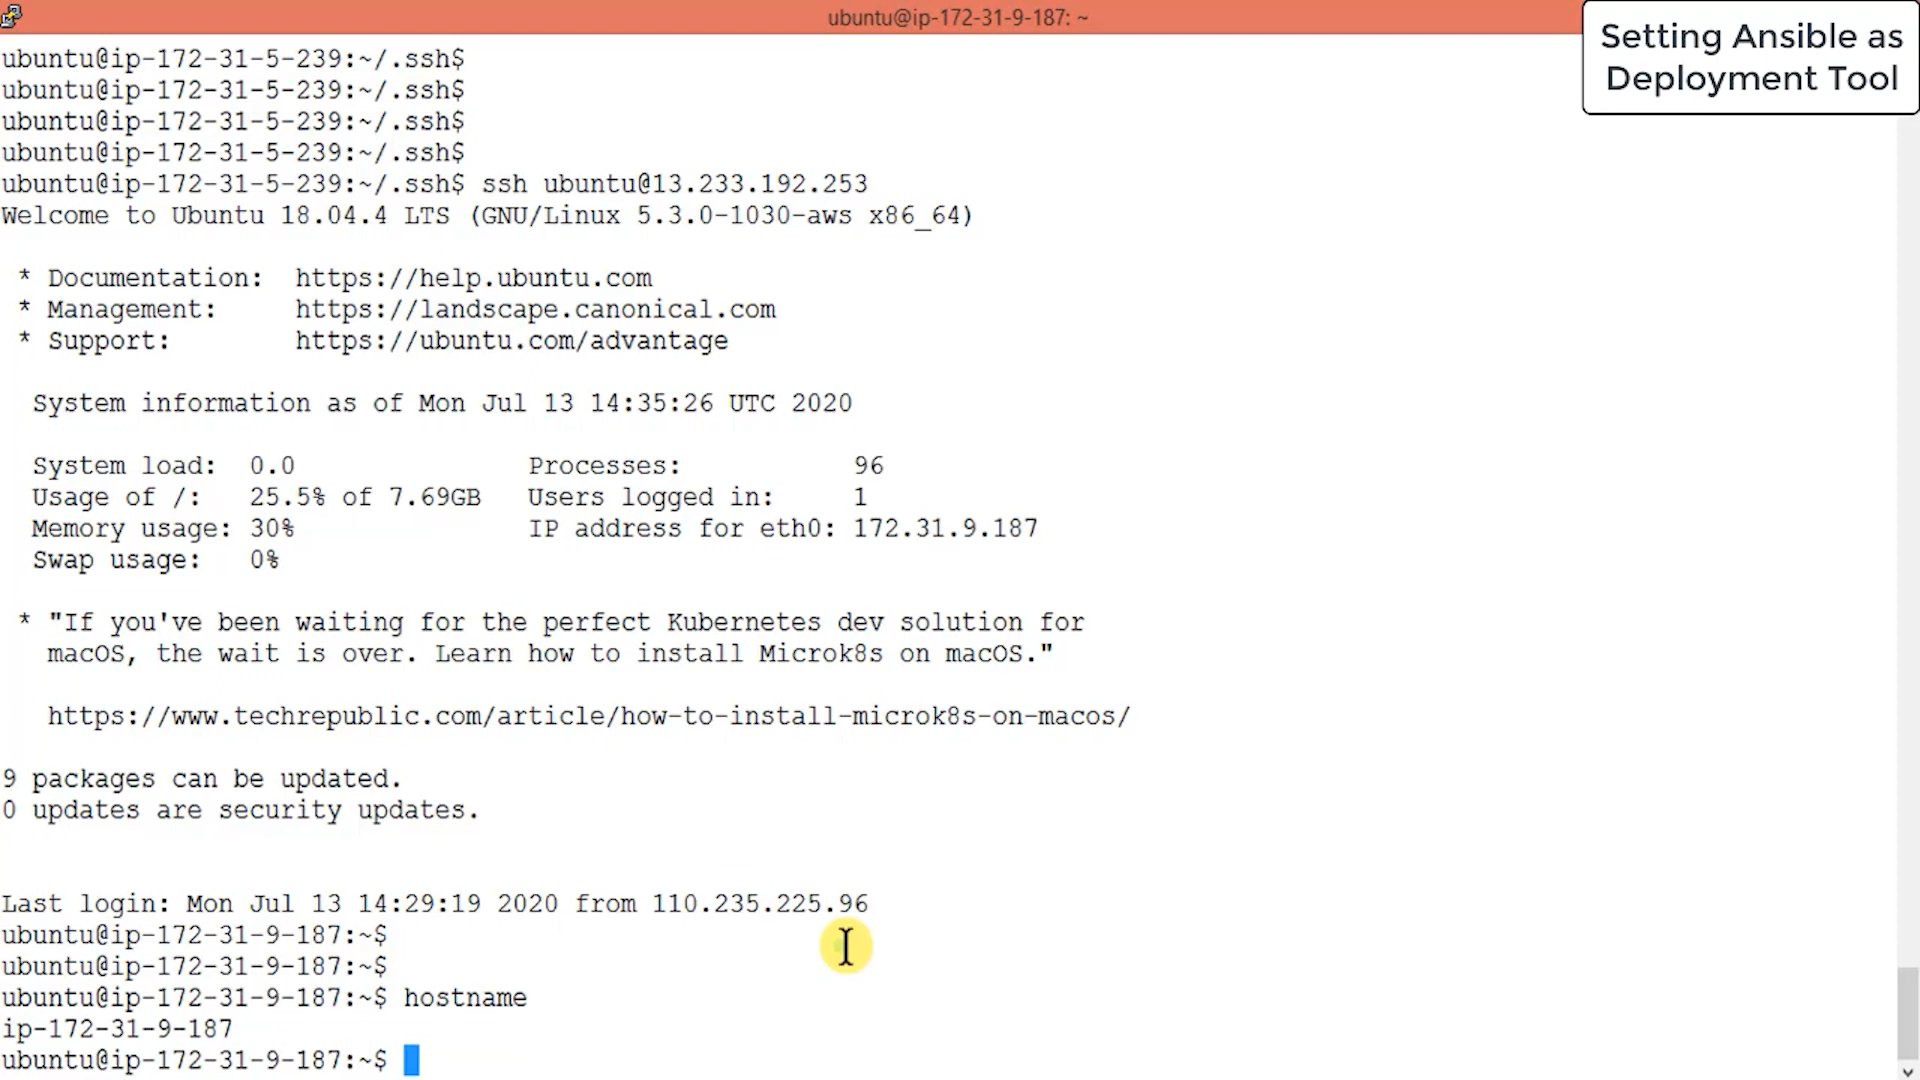 ubuntu@ip-172-31-9-187: ~
Setting Ansible as
Deployment Tool
ubuntu@ip-172-31-5-239:~/.ssh$
ubuntu@ip-172-31-5-239:~/.ssh$
ubuntu@ip-172-31-5-239:~/.ssh$
ubuntu@ip-172-31-5-239:~/.ssh$
ubuntu@ip-172-31-5-239:~/.ssh$ ssh ubuntu@13.233.192.253
Welcome to Ubuntu 18.04.4 LTS (GNU/Linux 5.3.0-1030-aws x86_64)
* Documentation:  https://help.ubuntu.com
* Management:     https://landscape.canonical.com
* Support:        https://ubuntu.com/advantage
System information as of Mon Jul 13 14:35:26 UTC 2020
System load:  0.0               Processes:           96
Usage of /:   25.5% of 7.69GB   Users logged in:     1
Memory usage: 30%               IP address for eth0: 172.31.9.187
Swap usage:   0%
* "If you've been waiting for the perfect Kubernetes dev solution for
macOS, the wait is over. Learn how to install Microk8s on macOS."
https://www.techrepublic.com/article/how-to-install-microk8s-on-macos/
9 packages can be updated.
0 updates are security updates.
Last login: Mon Jul 13 14:29:19 2020 from 110.235.225.96
ubuntu@ip-172-31-9-187:~$
ubuntu@ip-172-31-9-187:~$
ubuntu@ip-172-31-9-187:~$ hostname
ip-172-31-9-187
ubuntu@ip-172-31-9-187:~$